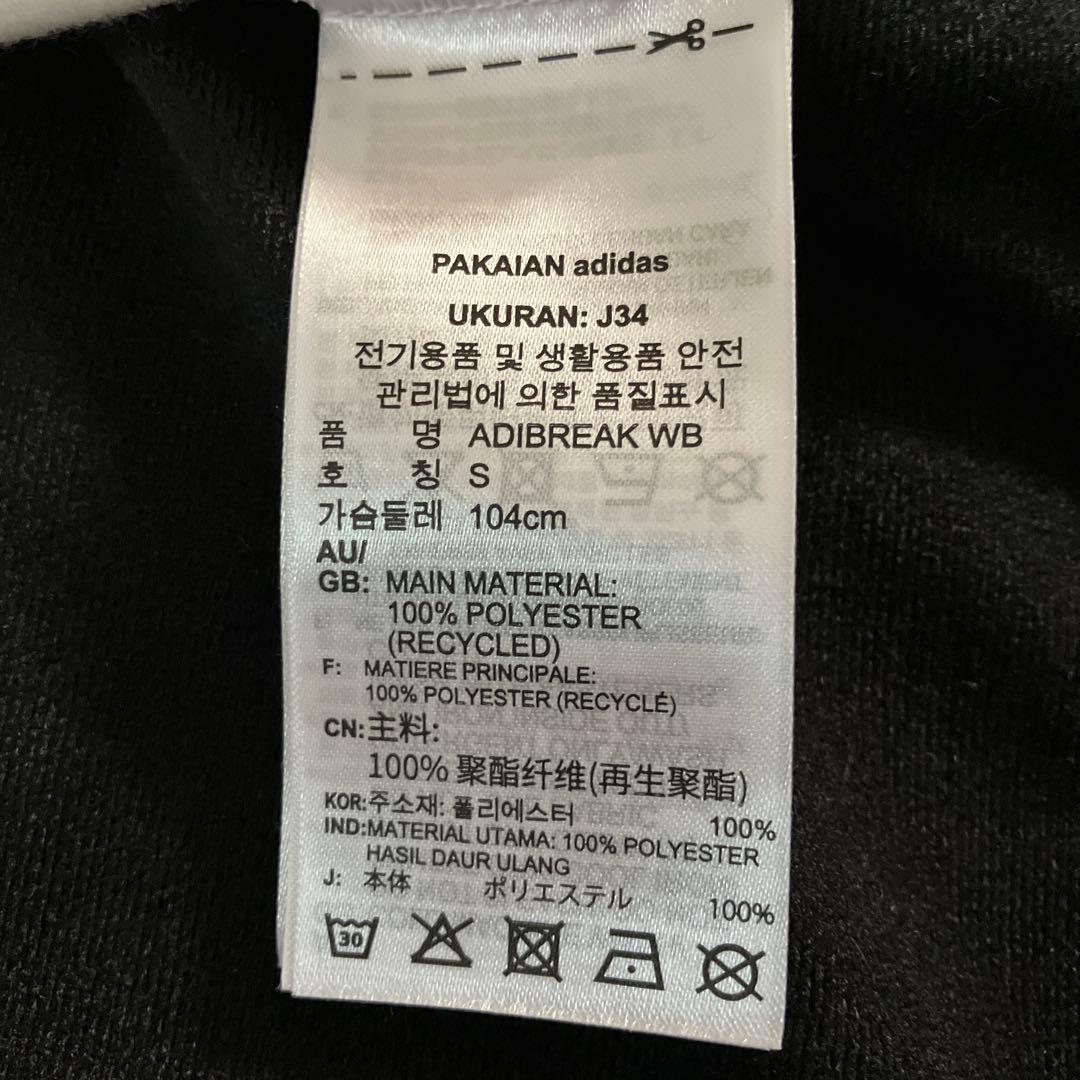 PAKAIAN adidas
UKURAN: J34
전기용품 및 생활용품 안전
관리법에 의한 품질표시
품 명 ADIBREAK WB
호 칭 S
가슴둘레 104cm
AU/
GB: MAIN MATERIAL:
100% POLYESTER
(RECYCLED)
F: MATIERE PRINCIPALE:
100% POLYESTER (RECYCLÉ)
CN:主料:
100% 聚酯纤维(再生聚酯)
KOR:주소재: 폴리에스터 100%
IND:MATERIAL UTAMA: 100% POLYESTER
HASIL DAUR ULANG
J: 本体 ポリエステル 100%
30